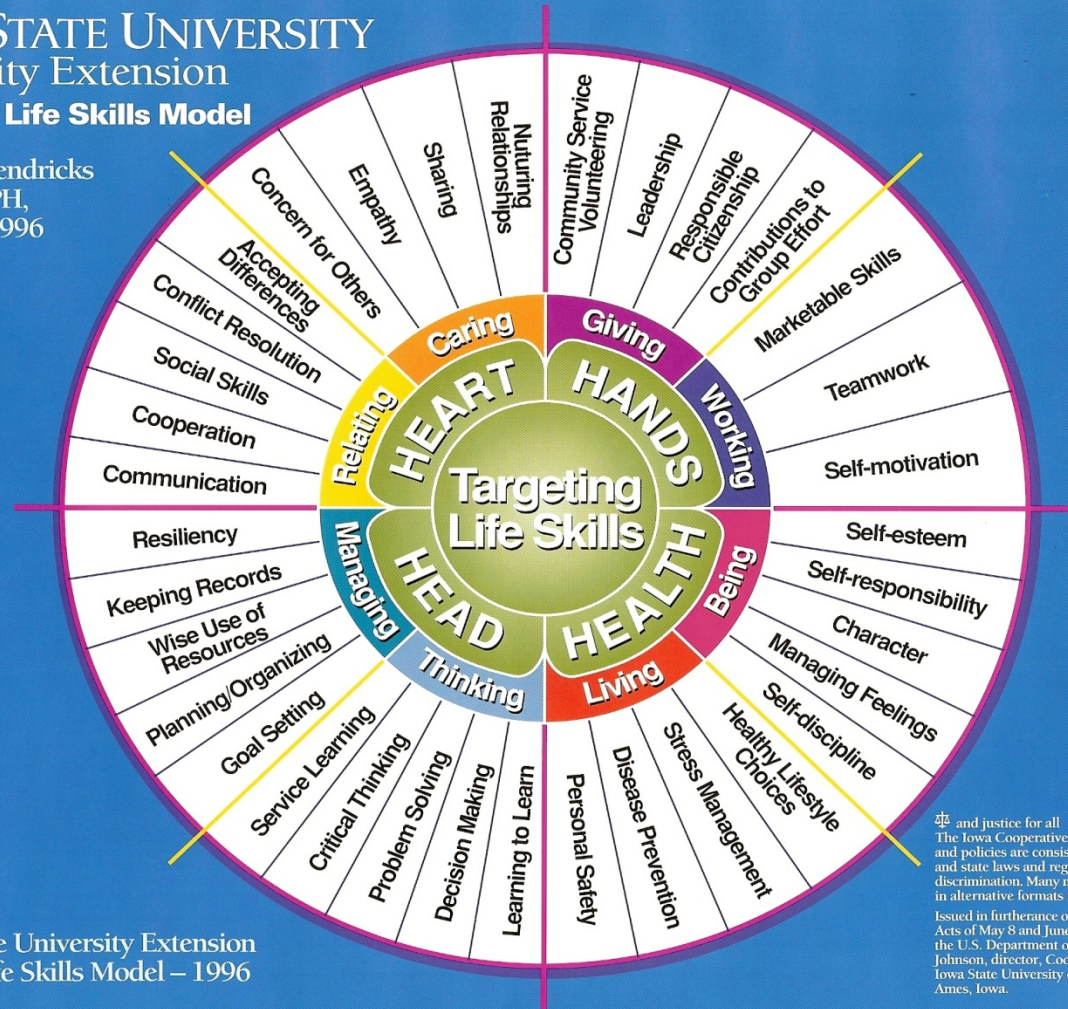 STATE UNIVERSITY
ity Extension
Life Skills Model
endricks
PH,
996
Nuturing
Relationships
Sharing
Empathy
Concern for Others
Accepting
Differences
Conflict Resolution
Social Skills
Cooperation
Communication
Community Service
Volunteering
Leadership
Responsible
Citizenship
Contributions to
Group Effort
Marketable Skills
Teamwork
Self-motivation
Caring
Giving
Relating
Working
HEART
HANDS
Targeting
Life Skills
HEAD
HEALTH
Managing
Being
Thinking
Living
Resiliency
Keeping Records
Wise Use of
Resources
Planning/Organizing
Goal Setting
Service Learning
Critical Thinking
Problem Solving
Decision Making
Learning to Learn
Self-esteem
Self-responsibility
Character
Managing Feelings
Self-discipline
Healthy Lifestyle
Choices
Stress Management
Disease Prevention
Personal Safety
e University Extension
fe Skills Model – 1996
and justice for all
The Iowa Cooperative
and policies are consis
and state laws and reg
discrimination. Many m
in alternative formats
Issued in furtherance o
Acts of May 8 and June
the U.S. Department o
Johnson, director, Coo
Iowa State University
Ames, Iowa.